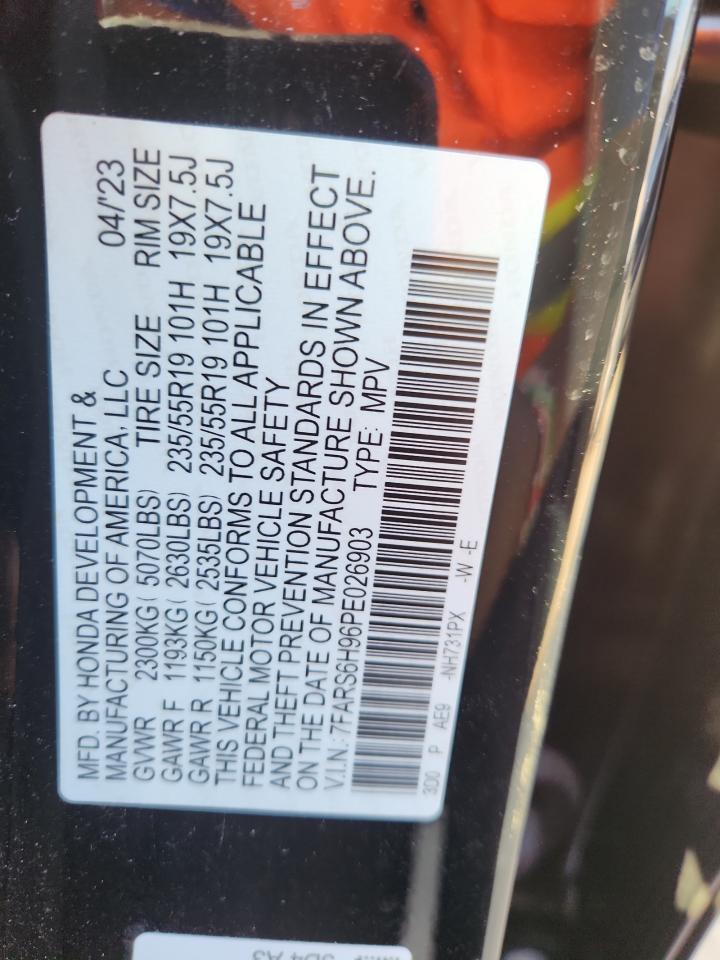 MFD. BY HONDA DEVELOPMENT & 04/'23
MANUFACTURING OF AMERICA, LLC
GVWR 2300KG( 5070LBS) TIRE SIZE RIM SIZE
GAWR F 1193KG( 2630LBS) 235/55R19 101H 19X7.5J
GAWR R 1150KG( 2535LBS) 235/55R19 101H 19X7.5J
THIS VEHICLE CONFORMS TO ALL APPLICABLE
FEDERAL MOTOR VEHICLE SAFETY
AND THEFT PREVENTION STANDARDS IN EFFECT
ON THE DATE OF MANUFACTURE SHOWN ABOVE.
V.I.N.: 7FARS6H96PE026903 TYPE: MPV
3D0 P AE9 -NH731PX -W -E